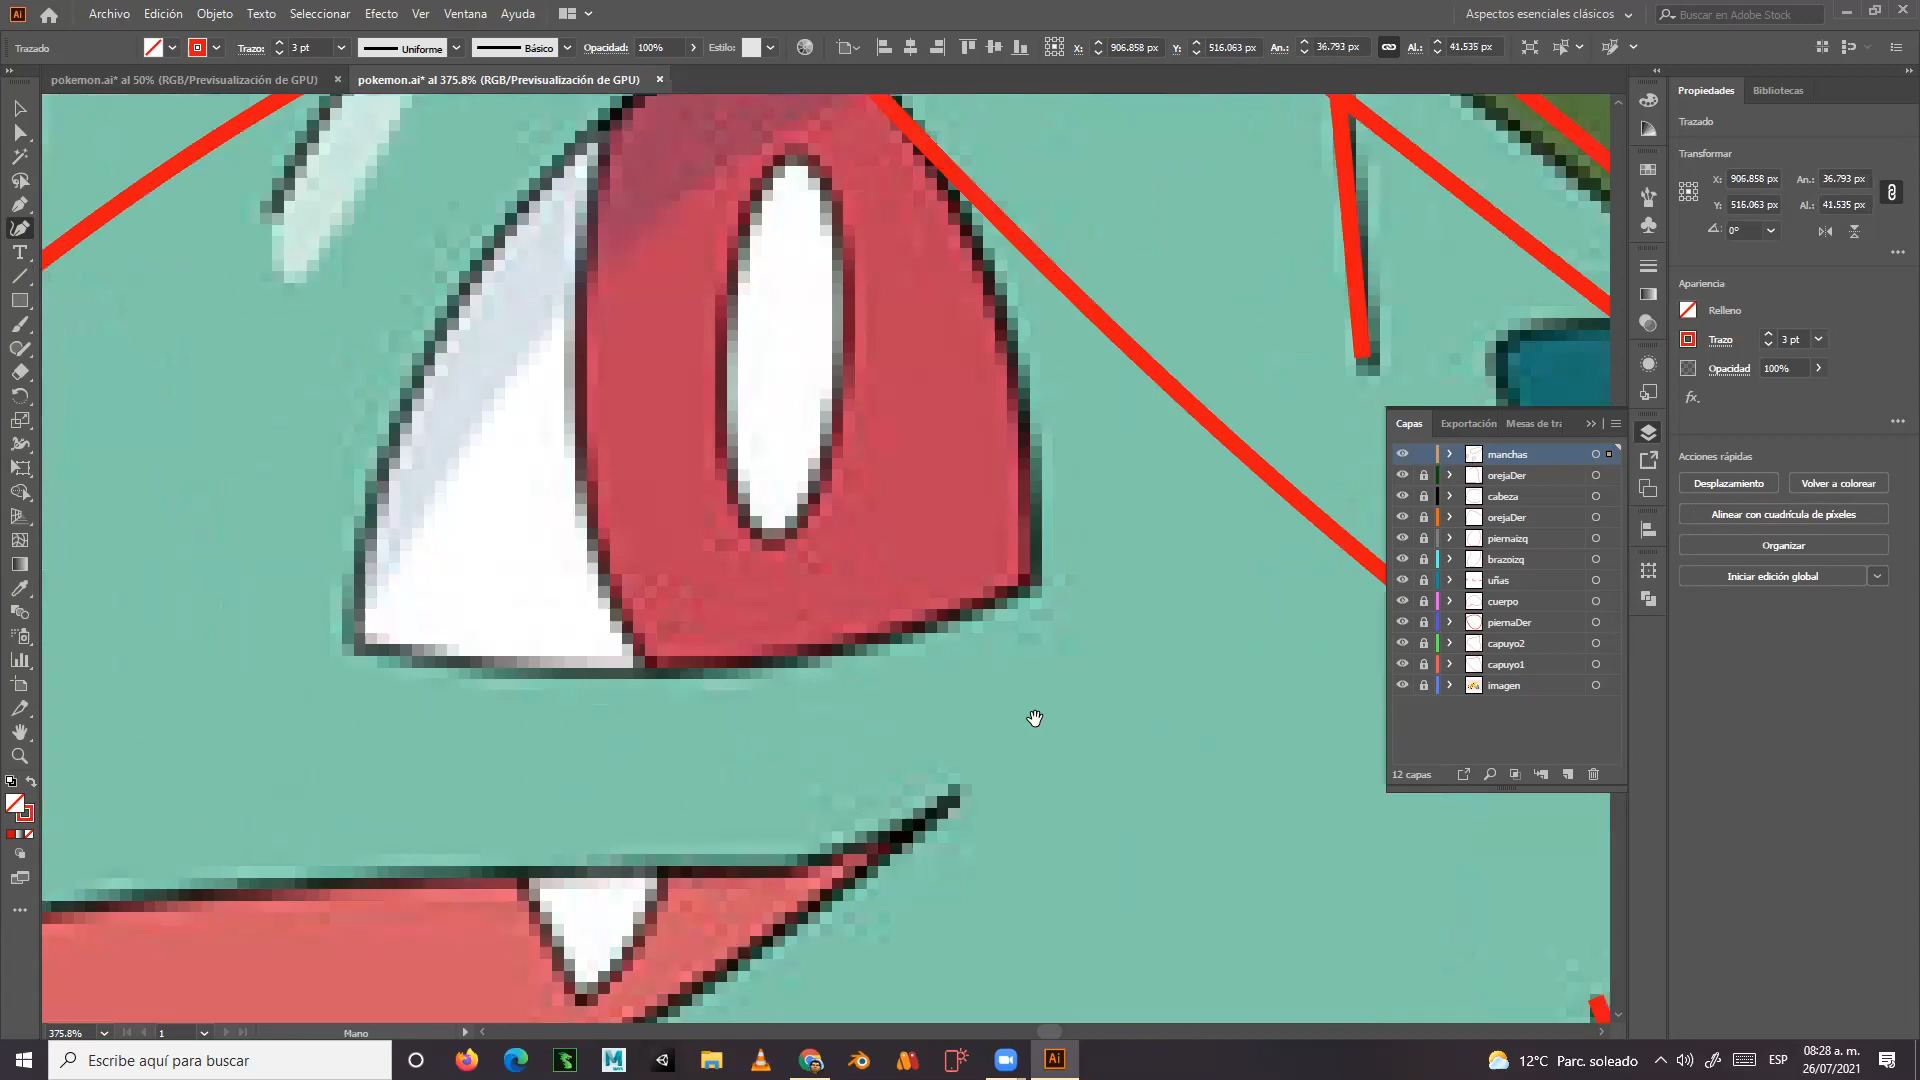 Ai Archivo Edición Objeto Texto Seleccionar Efecto Ver Ventana Ayuda Aspectos esenciales clásicos Buscar en Adobe Stock
Trazado Trazo: 3 pt Uniforme Básico Opacidad: 100% Estilo: X: 906.858 px Y: 516.063 px An.: 36.793 px Al.: 41.535 px
pokemon.ai* al 50% (RGB/Previsualización de GPU) × pokemon.ai* al 375.8% (RGB/Previsualización de GPU) ×
Propiedades Bibliotecas
Trazado
Transformar
X: 906.858 px An.: 36.793 px
Y: 516.063 px Al.: 41.535 px
0°
Apariencia
Relleno
Trazo 3 pt
Opacidad 100%
fx.
Acciones rápidas
Desplazamiento Volver a colorear
Alinear con cuadrícula de píxeles
Organizar
Iniciar edición global
Capas Exportación Mesas de tra
manchas
orejaDer
cabeza
orejaDer
piernaizq
brazoizq
uñas
cuerpo
piernaDer
capuyo2
capuyo1
imagen
12 capas
375.8% 1 Mano
Escribe aquí para buscar
12°C Parc. soleado ESP 08:28 a. m.
26/07/2021